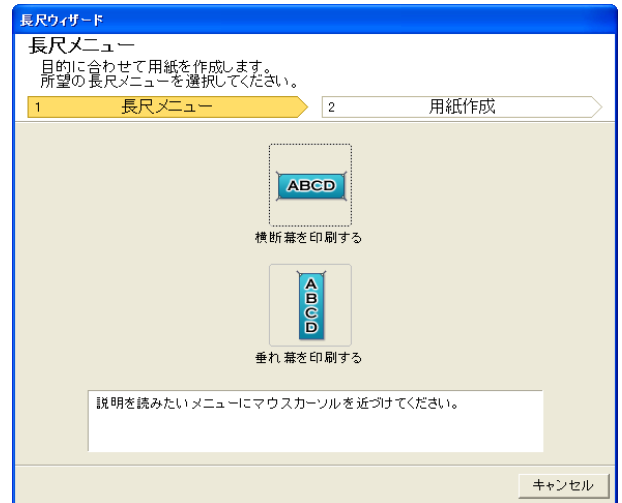 長尺ウィザード
長尺メニュー
目的に合わせて用紙を作成します。
所望の長尺メニューを選択してください。
1 長尺メニュー 2 用紙作成
ABCD
横断幕を印刷する
A
B
C
D
垂れ幕を印刷する
説明を読みたいメニューにマウスカーソルを近づけてください。
キャンセル